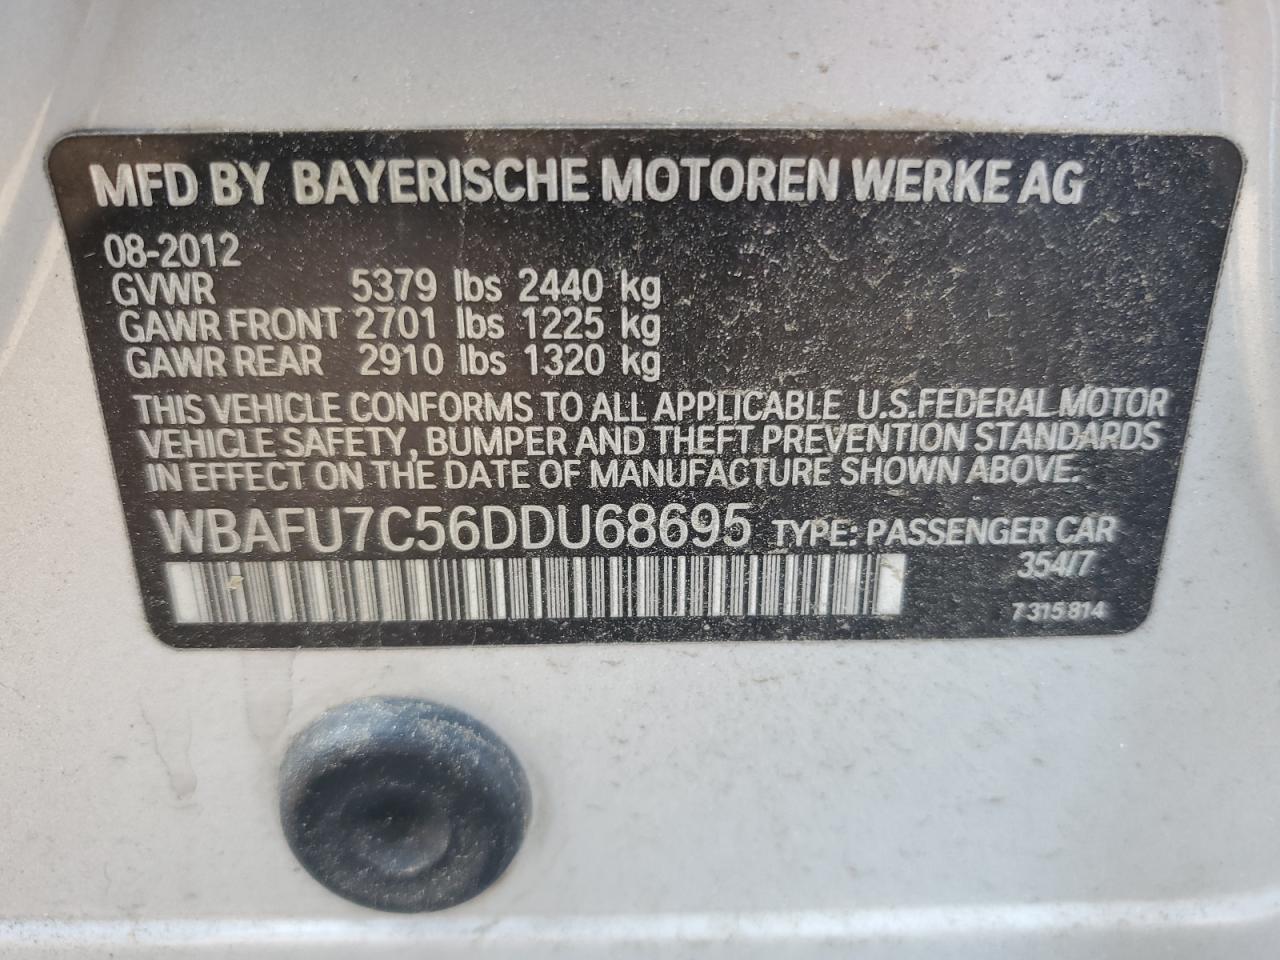 MFD BY BAYERISCHE MOTOREN WERKE AG
08-2012
GVWR 5379 lbs 2440 kg
GAWR FRONT 2701 lbs 1225 kg
GAWR REAR 2910 lbs 1320 kg
THIS VEHICLE CONFORMS TO ALL APPLICABLE U.S.FEDERAL MOTOR
VEHICLE SAFETY, BUMPER AND THEFT PREVENTION STANDARDS
IN EFFECT ON THE DATE OF MANUFACTURE SHOWN ABOVE.
WBAFU7C56DDU68695 TYPE: PASSENGER CAR
354/7
7 315 814